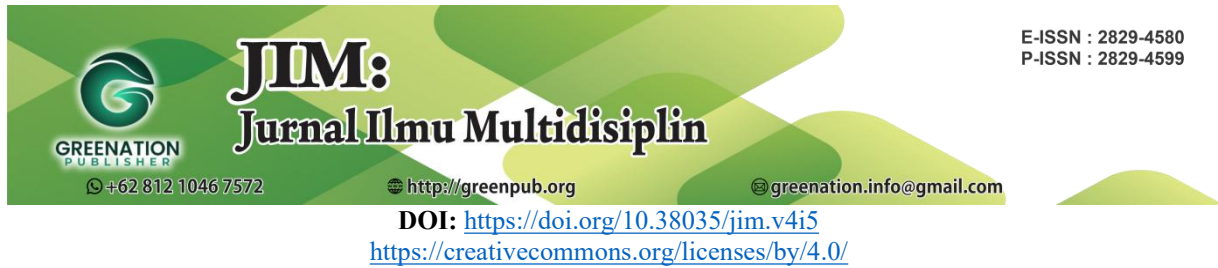 E-ISSN : 2829-4580
P-ISSN : 2829-4599
JIM:
Jurnal Ilmu Multidisiplin
GREENATION
PUBLISHER
+62 812 1046 7572
http://greenpub.org
greenation.info@gmail.com
DOI: https://doi.org/10.38035/jim.v4i5
https://creativecommons.org/licenses/by/4.0/